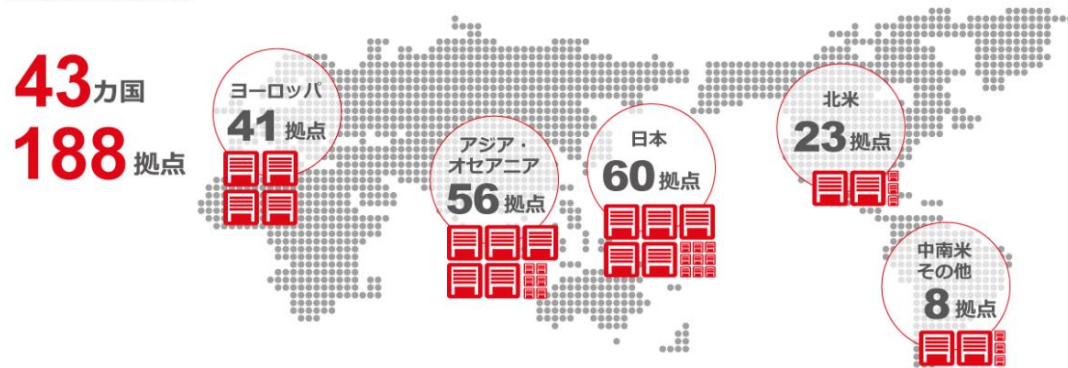 43カ国
188拠点
ヨーロッパ
41拠点
アジア・
オセアニア
56拠点
日本
60拠点
北米
23拠点
中南米
その他
8拠点